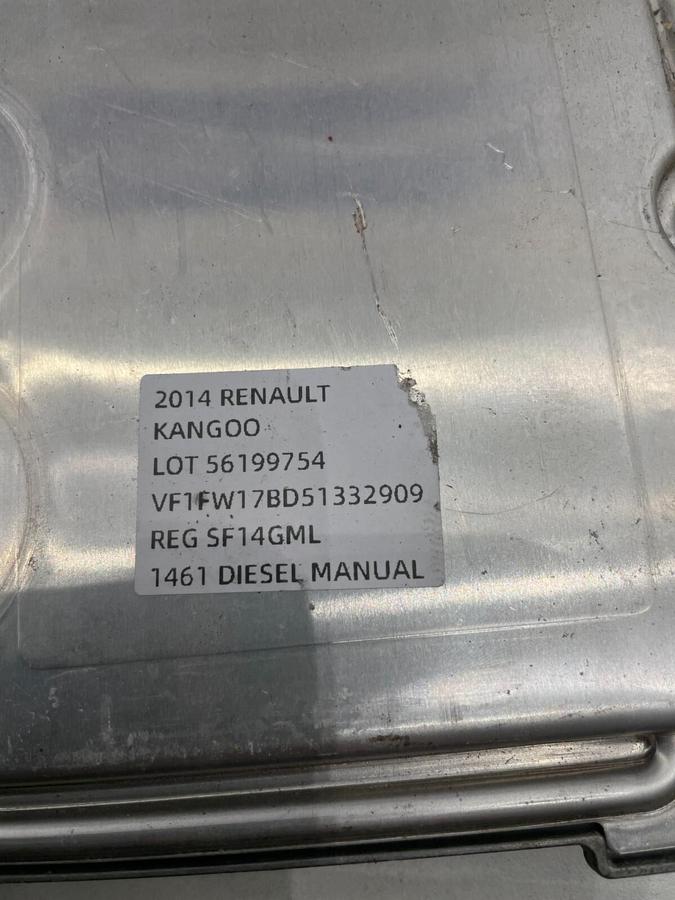 2014 RENAULT
KANGOO
LOT 56199754
VF1FW17BD51332909
REG SF14GML
1461 DIESEL MANUAL